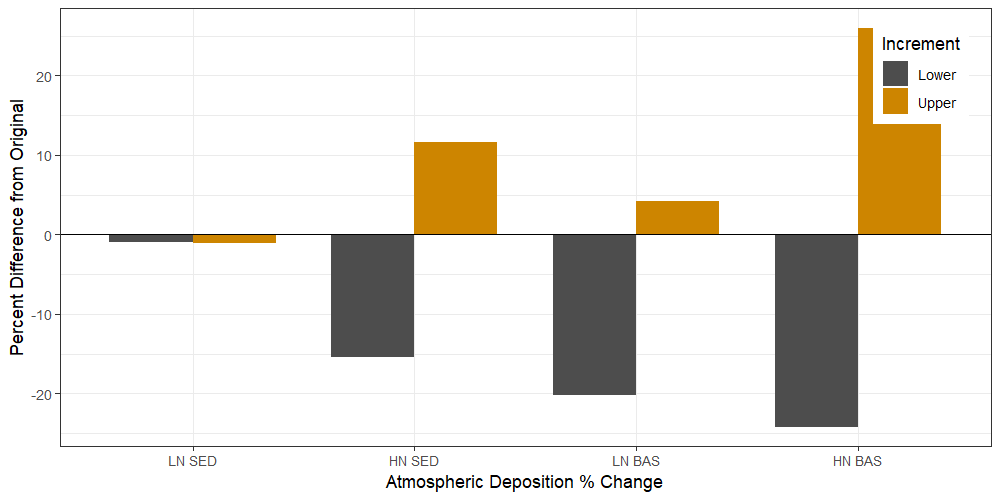 Increment
Lower
Upper
Percent Difference from Original
20
10
0
-10
-20
LN SED
HN SED
LN BAS
HN BAS
Atmospheric Deposition % Change